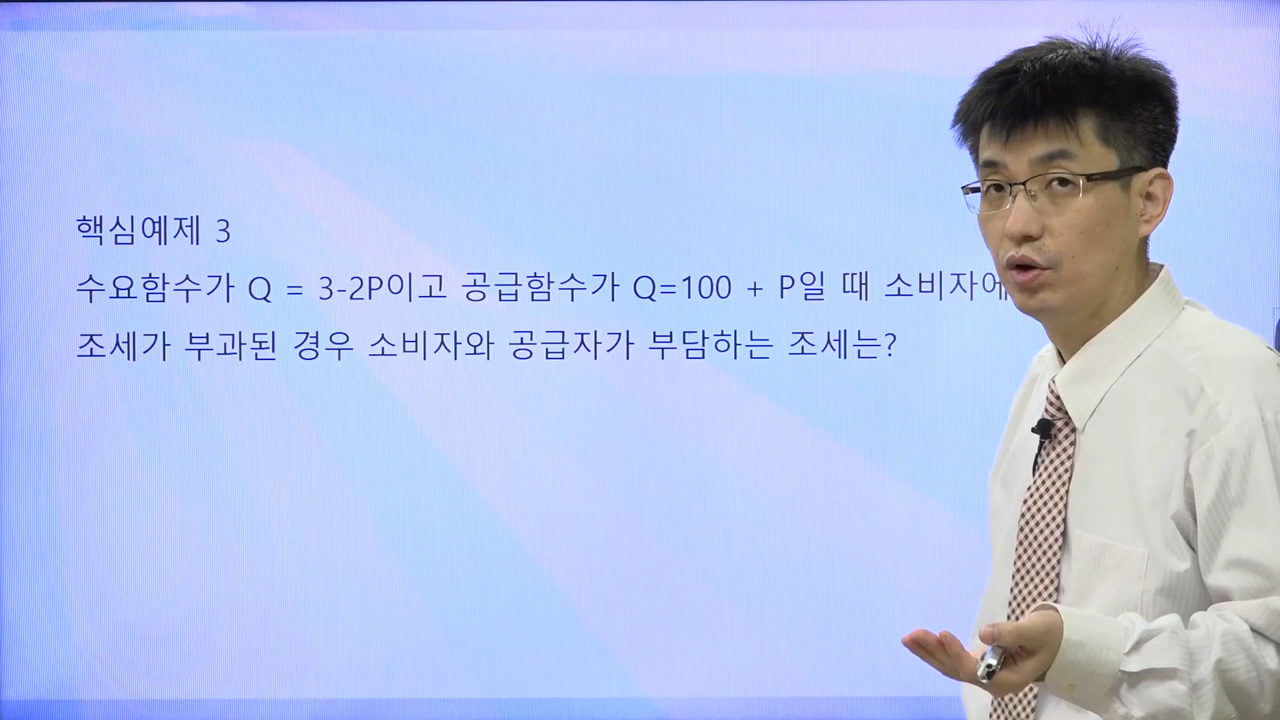 핵심예제 3
수요함수가 Q = 3-2P이고 공급함수가 Q=100 + P일 때 소비자에
조세가 부과된 경우 소비자와 공급자가 부담하는 조세는?